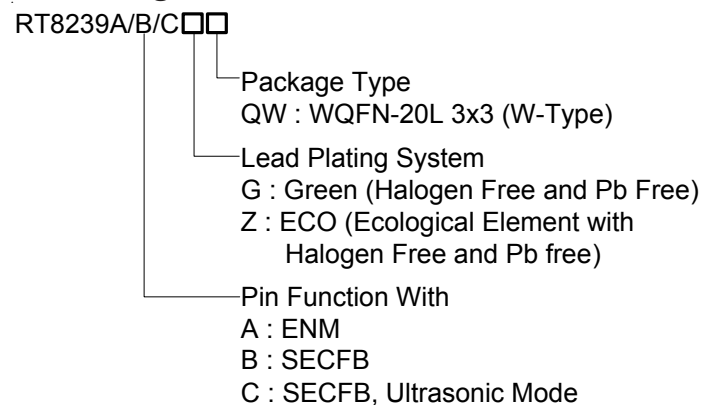 RT8239A/B/C□□
Package Type
QW : WQFN-20L 3x3 (W-Type)
Lead Plating System
G : Green (Halogen Free and Pb Free)
Z : ECO (Ecological Element with
Halogen Free and Pb free)
Pin Function With
A : ENM
B : SECFB
C : SECFB, Ultrasonic Mode